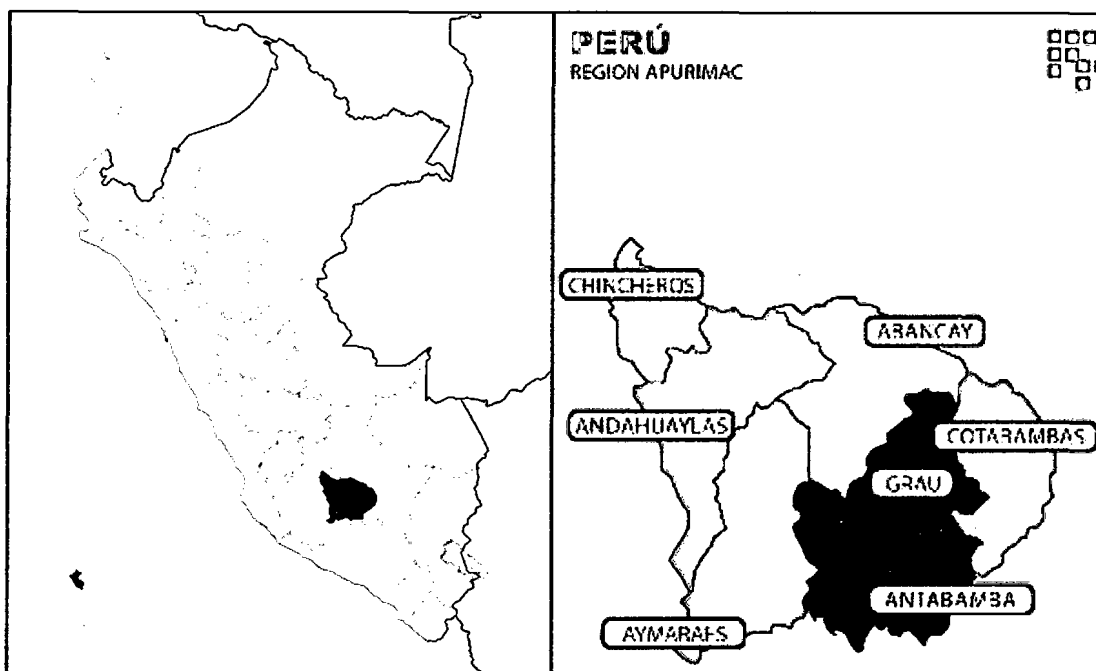 PERÚ
REGION APURIMAC
CHINCHEROS
ABANCAY
ANDAHUAYLAS
COTABAMBAS
GRAU
ANTABAMBA
AYMARAES